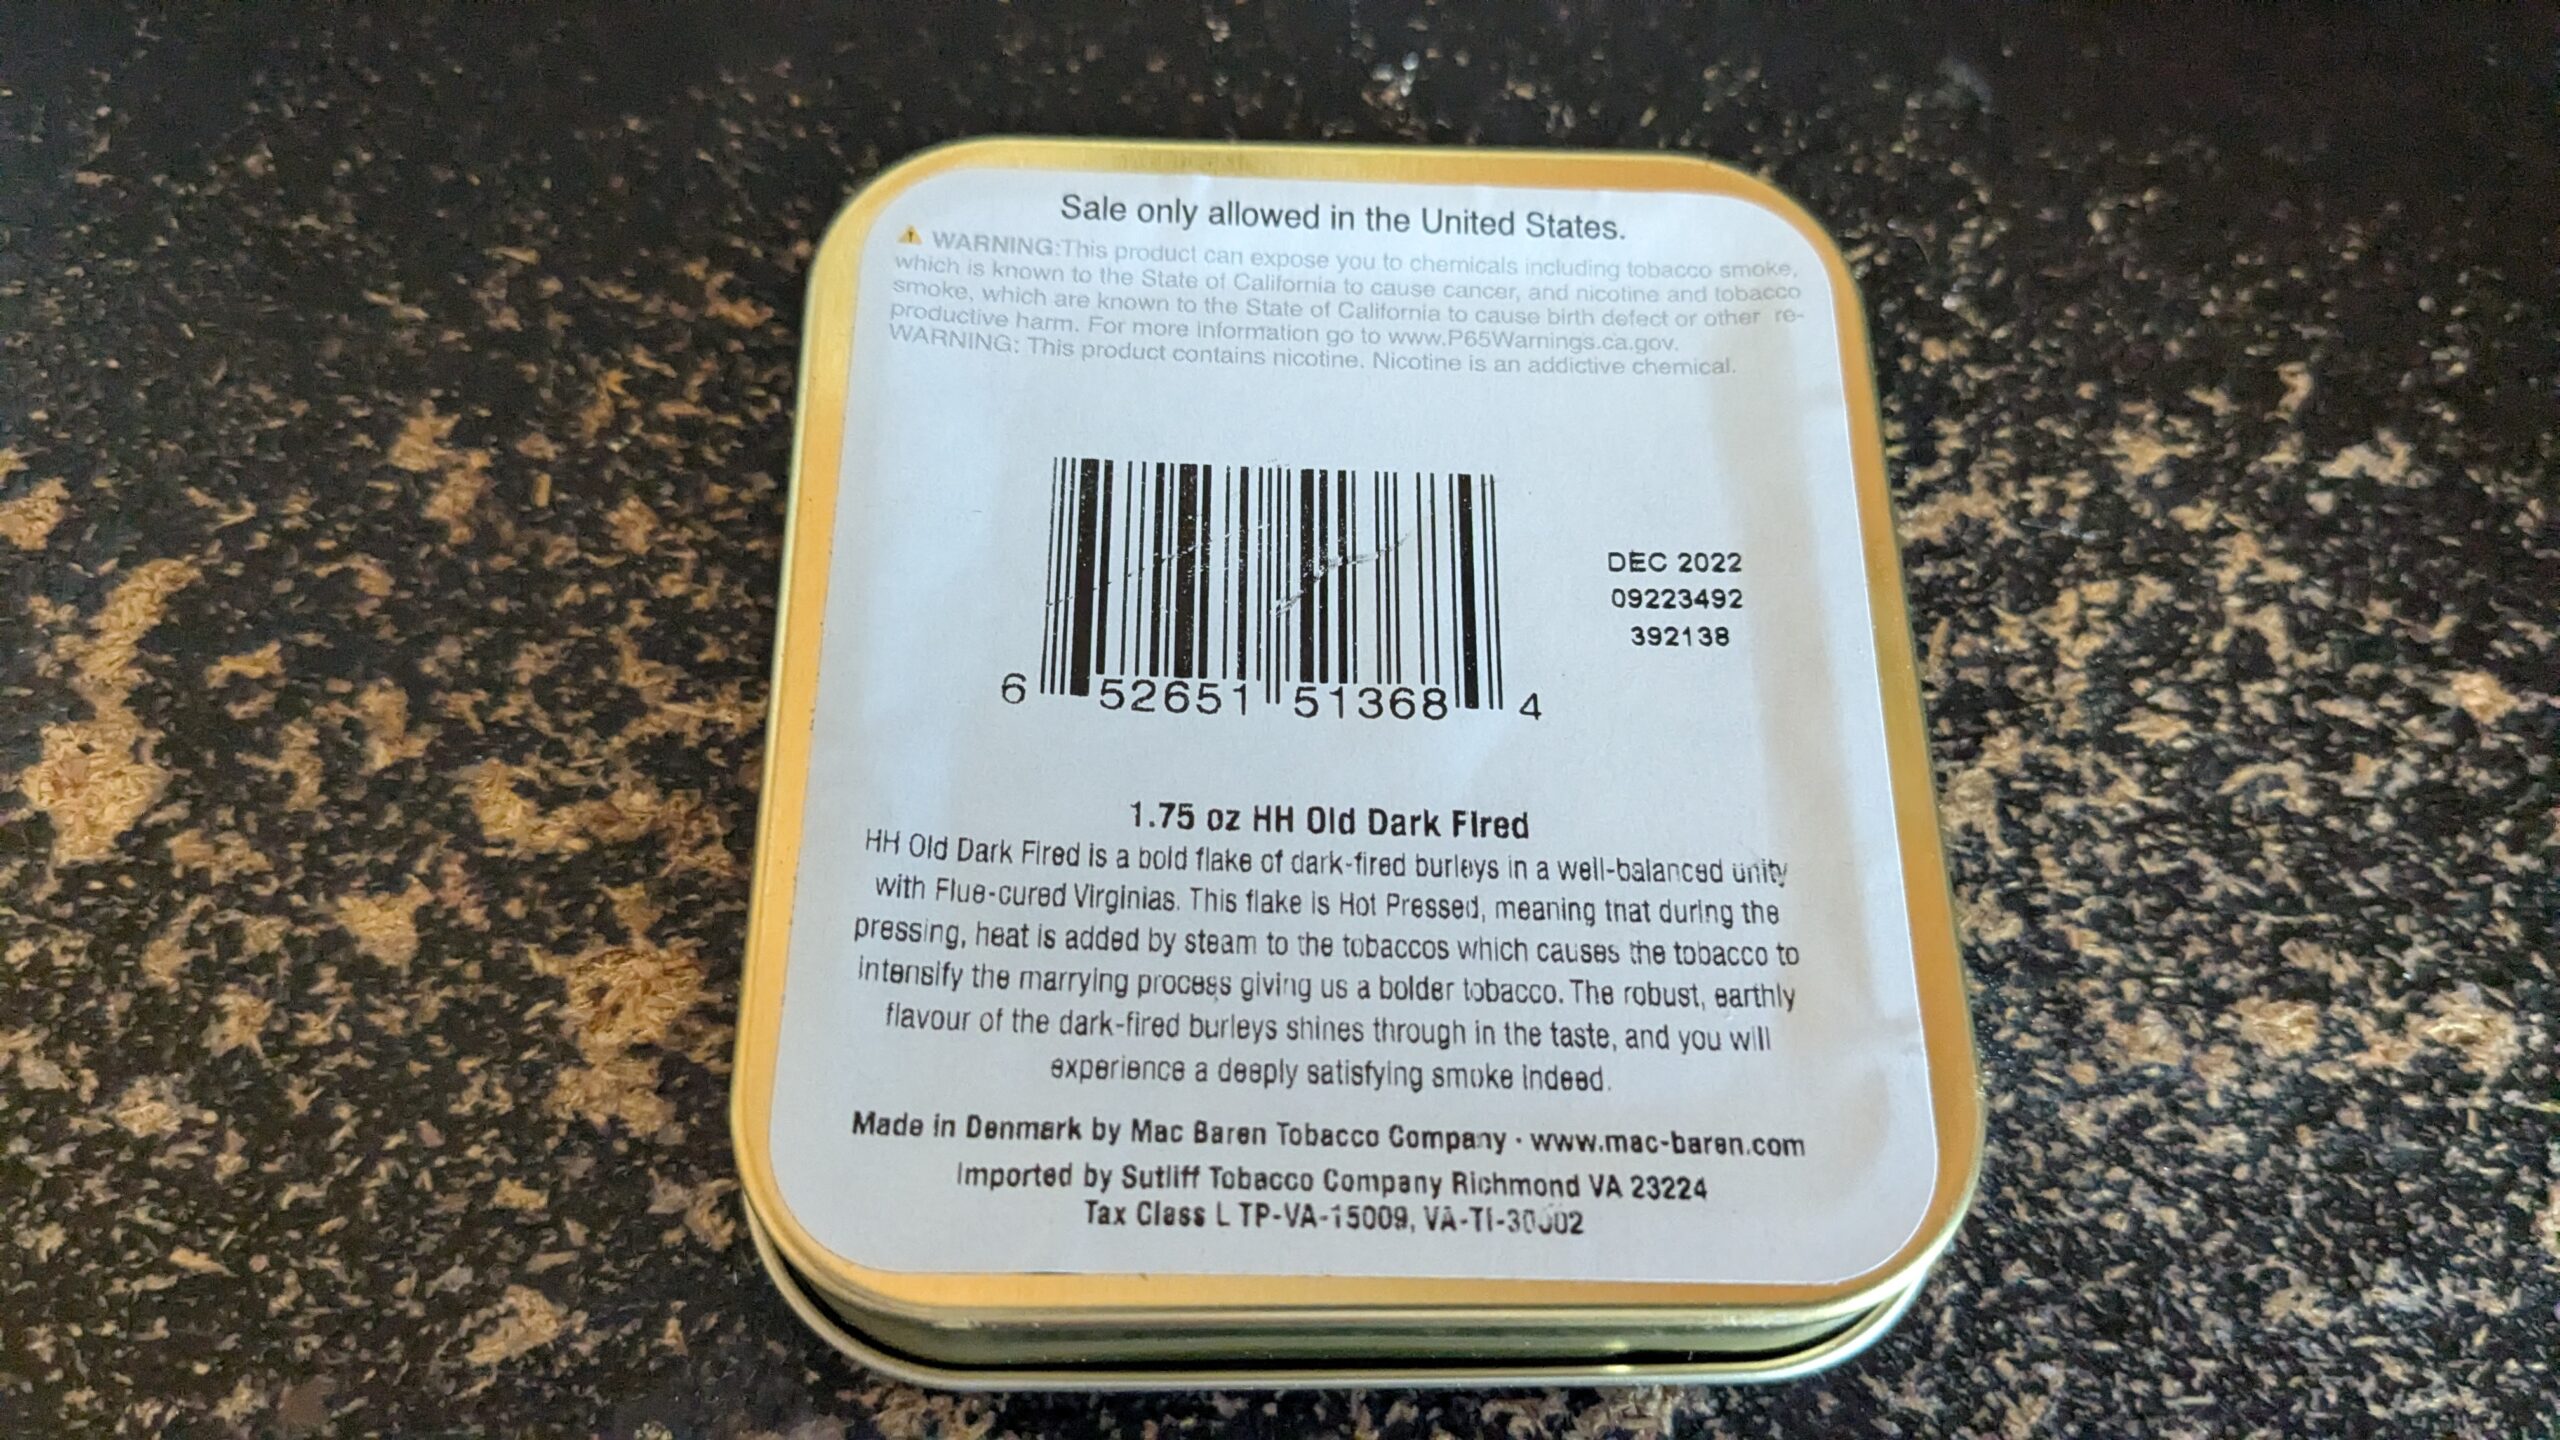 Sale only allowed in the United States.
WARNING:This product can expose you to chemicals including tobacco smoke,
which is known to the State of California to cause cancer, and nicotine and tobacco
smoke, which are known to the State of California to cause birth defect or other re-
productive harm. For more information go to www.P65Warnings.ca.gov.
WARNING: This product contains nicotine. Nicotine is an addictive chemical.
DEC 2022
09223492
392138
6 52651 51368 4
1.75 oz HH Old Dark Fired
HH Old Dark Fired is a bold flake of dark-fired burleys in a well-balanced unity
with Flue-cured Virginias. This flake is Hot Pressed, meaning that during the
pressing, heat is added by steam to the tobaccos which causes the tobacco to
intensify the marrying process giving us a bolder tobacco. The robust, earthly
flavour of the dark-fired burleys shines through in the taste, and you will
experience a deeply satisfying smoke indeed.
Made in Denmark by Mac Baren Tobacco Company · www.mac-baren.com
Imported by Sutliff Tobacco Company Richmond VA 23224
Tax Class L TP-VA-15009, VA-TI-30002